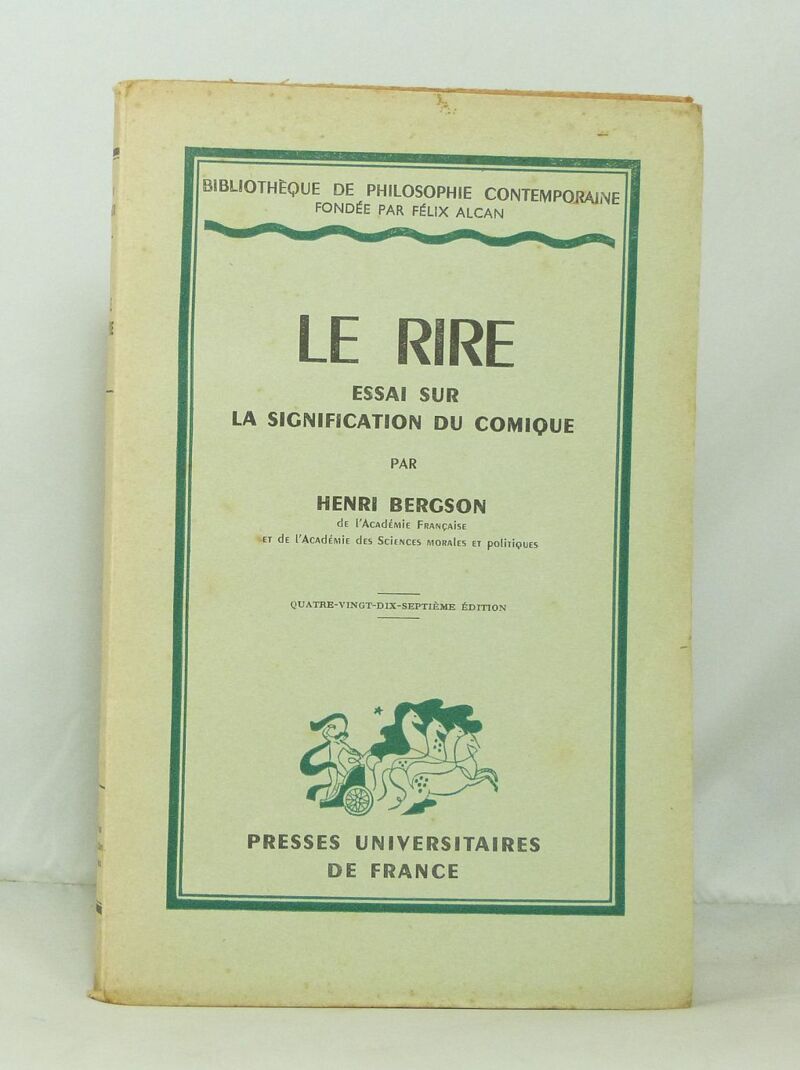 BIBLIOTHÈQUE DE PHILOSOPHIE CONTEMPORAINE
FONDÉE PAR FÉLIX ALCAN
LE RIRE
ESSAI SUR
LA SIGNIFICATION DU COMIQUE
PAR
HENRI BERGSON
de l'Académie Française
et de l'Académie des Sciences morales et politiques
QUATRE-VINGT-DIX-SEPTIÈME ÉDITION
PRESSES UNIVERSITAIRES
DE FRANCE